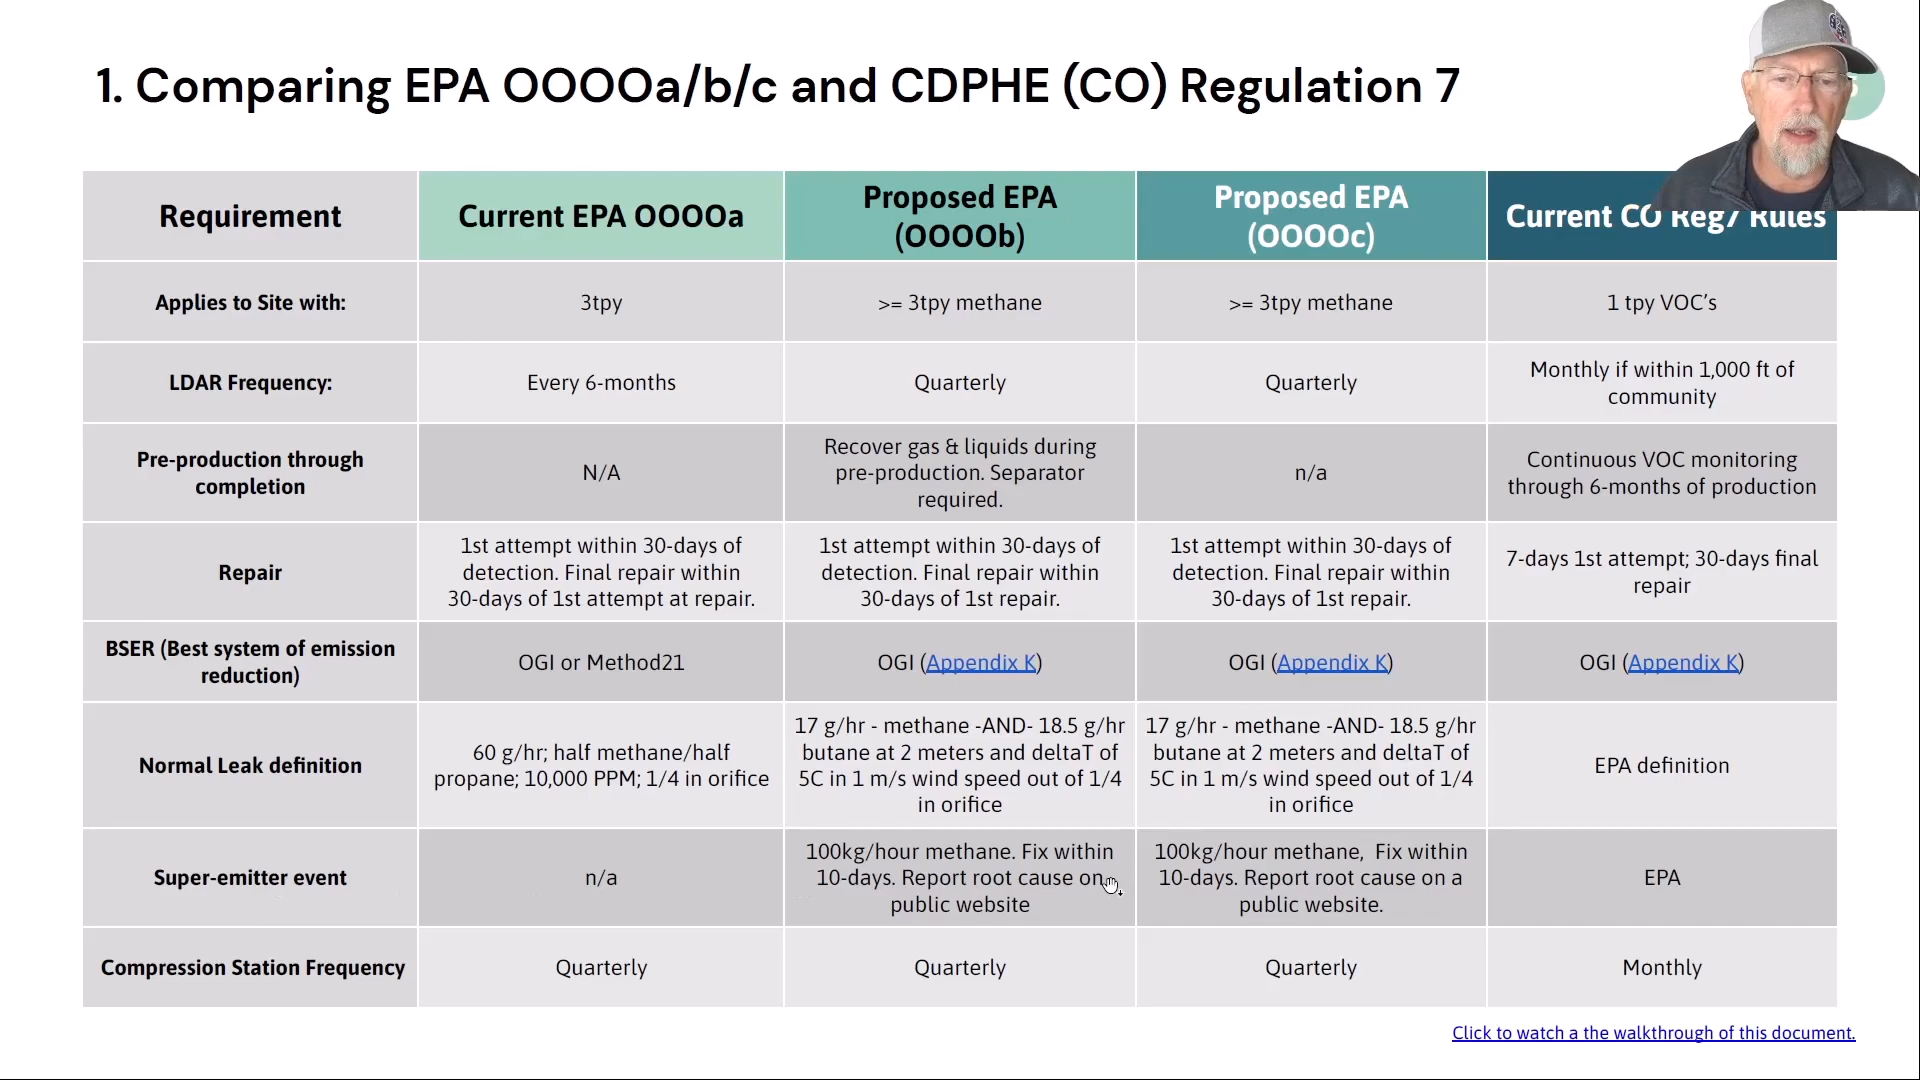 1. Comparing EPA OOOOa/b/c and CDPHE (CO) Regulation 7
Requirement
Current EPA OOOOa
Proposed EPA
(OOOOb)
Proposed EPA
(OOOOc)
Current CO Reg7 Rules
Applies to Site with:
3tpy
>= 3tpy methane
>= 3tpy methane
1 tpy VOC’s
LDAR Frequency:
Every 6-months
Quarterly
Quarterly
Monthly if within 1,000 ft of
community
Pre-production through
completion
N/A
Recover gas & liquids during
pre-production. Separator
required.
n/a
Continuous VOC monitoring
through 6-months of production
Repair
1st attempt within 30-days of
detection. Final repair within
30-days of 1st attempt at repair.
1st attempt within 30-days of
detection. Final repair within
30-days of 1st repair.
1st attempt within 30-days of
detection. Final repair within
30-days of 1st repair.
7-days 1st attempt; 30-days final
repair
BSER (Best system of emission
reduction)
OGI or Method21
OGI (Appendix K)
OGI (Appendix K)
OGI (Appendix K)
Normal Leak definition
60 g/hr; half methane/half
propane; 10,000 PPM; 1/4 in orifice
17 g/hr - methane -AND- 18.5 g/hr
butane at 2 meters and deltaT of
5C in 1 m/s wind speed out of 1/4
in orifice
17 g/hr - methane -AND- 18.5 g/hr
butane at 2 meters and deltaT of
5C in 1 m/s wind speed out of 1/4
in orifice
EPA definition
Super-emitter event
n/a
100kg/hour methane. Fix within
10-days. Report root cause on
public website
100kg/hour methane, Fix within
10-days. Report root cause on a
public website.
EPA
Compression Station Frequency
Quarterly
Quarterly
Quarterly
Monthly
Click to watch a the walkthrough of this document.